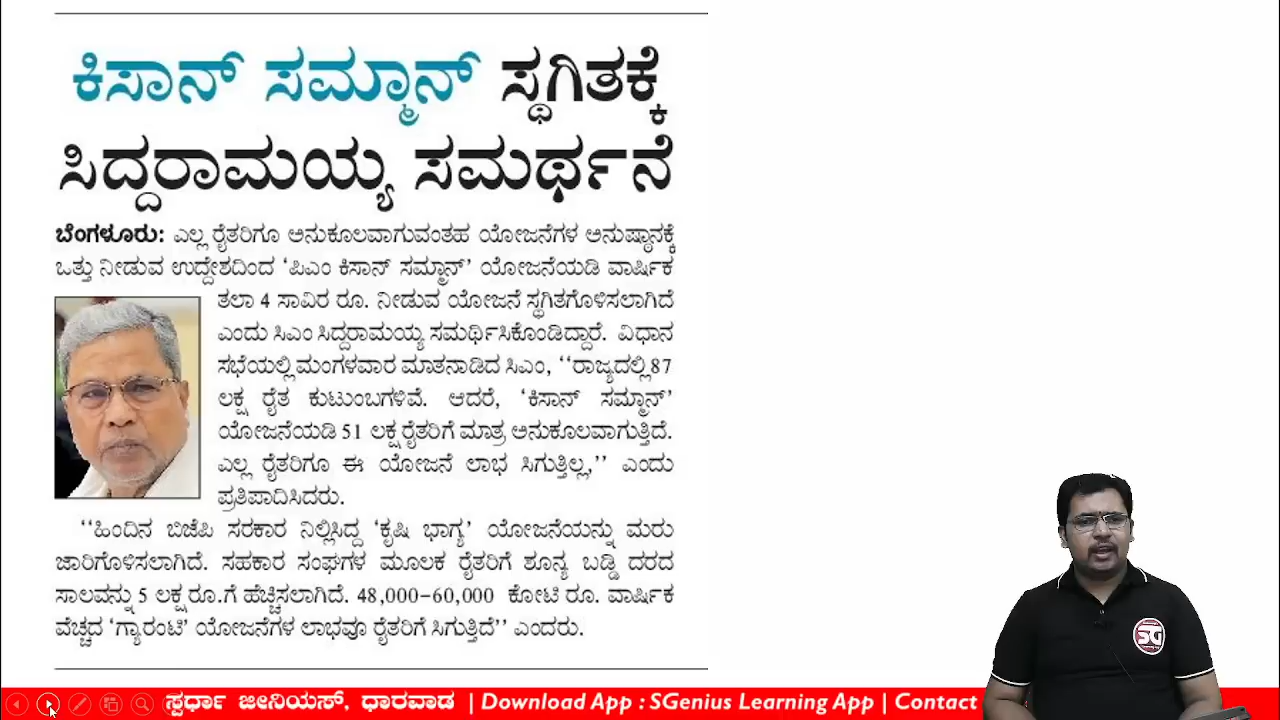 ಕಿಸಾನ್ ಸಮ್ಮಾನ್ ಸ್ಥಗಿತಕ್ಕೆ
ಸಿದ್ದರಾಮಯ್ಯ ಸಮರ್ಥನೆ
ಬೆಂಗಳೂರು: ಎಲ್ಲ ರೈತರಿಗೂ ಅನುಕೂಲವಾಗುವಂತಹ ಯೋಜನೆಗಳ ಅನುಷ್ಠಾನಕ್ಕೆ
ಒತ್ತು ನೀಡುವ ಉದ್ದೇಶದಿಂದ ‘ಪಿಎಂ ಕಿಸಾನ್ ಸಮ್ಮಾನ್’ ಯೋಜನೆಯಡಿ ವಾರ್ಷಿಕ
ತಲಾ 4 ಸಾವಿರ ರೂ. ನೀಡುವ ಯೋಜನೆ ಸ್ಥಗಿತಗೊಳಿಸಲಾಗಿದೆ
ಎಂದು ಸಿಎಂ ಸಿದ್ದರಾಮಯ್ಯ ಸಮರ್ಥಿಸಿಕೊಂಡಿದ್ದಾರೆ. ವಿಧಾನ
ಸಭೆಯಲ್ಲಿ ಮಂಗಳವಾರ ಮಾತನಾಡಿದ ಸಿಎಂ, ‘‘ರಾಜ್ಯದಲ್ಲಿ 87
ಲಕ್ಷ ರೈತ ಕುಟುಂಬಗಳಿವೆ. ಆದರೆ, ‘ಕಿಸಾನ್ ಸಮ್ಮಾನ್’
ಯೋಜನೆಯಡಿ 51 ಲಕ್ಷ ರೈತರಿಗೆ ಮಾತ್ರ ಅನುಕೂಲವಾಗುತ್ತಿದೆ.
ಎಲ್ಲ ರೈತರಿಗೂ ಈ ಯೋಜನೆ ಲಾಭ ಸಿಗುತ್ತಿಲ್ಲ,’’ ಎಂದು
ಪ್ರತಿಪಾದಿಸಿದರು.
‘‘ಹಿಂದಿನ ಬಿಜೆಪಿ ಸರಕಾರ ನಿಲ್ಲಿಸಿದ್ದ ‘ಕೃಷಿ ಭಾಗ್ಯ’ ಯೋಜನೆಯನ್ನು ಮರು
ಜಾರಿಗೊಳಿಸಲಾಗಿದೆ. ಸಹಕಾರ ಸಂಘಗಳ ಮೂಲಕ ರೈತರಿಗೆ ಶೂನ್ಯ ಬಡ್ಡಿ ದರದ
ಸಾಲವನ್ನು 5 ಲಕ್ಷ ರೂ.ಗೆ ಹೆಚ್ಚಿಸಲಾಗಿದೆ. 48,000–60,000 ಕೋಟಿ ರೂ. ವಾರ್ಷಿಕ
ವೆಚ್ಚದ ‘ಗ್ಯಾರಂಟಿ’ ಯೋಜನೆಗಳ ಲಾಭವೂ ರೈತರಿಗೆ ಸಿಗುತ್ತಿದೆ’’ ಎಂದರು.
SG
ಸ್ಪರ್ಧಾ ಜೀನಿಯಸ್, ಧಾರವಾಡ | Download App : SGenius Learning App | Contact